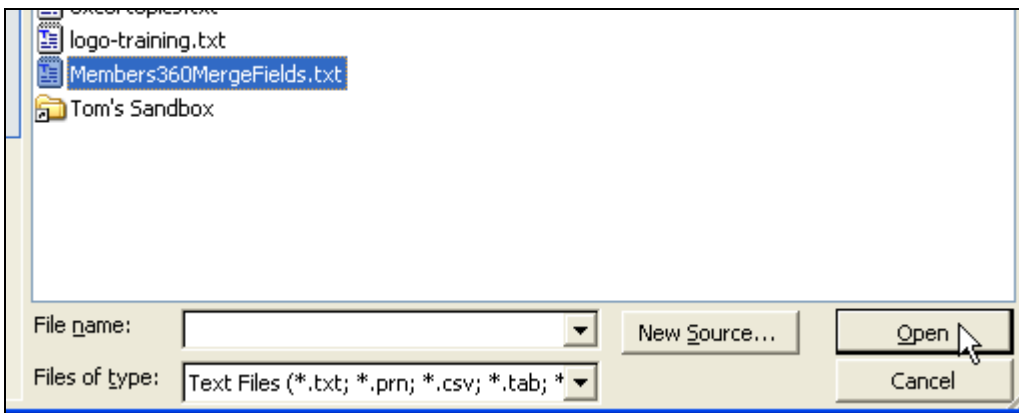 logo-training.txt
Members360MergeFields.txt
Tom's Sandbox
File name:
New Source...
Open
Files of type:
Text Files (*.txt; *.prn; *.csv; *.tab; *
Cancel